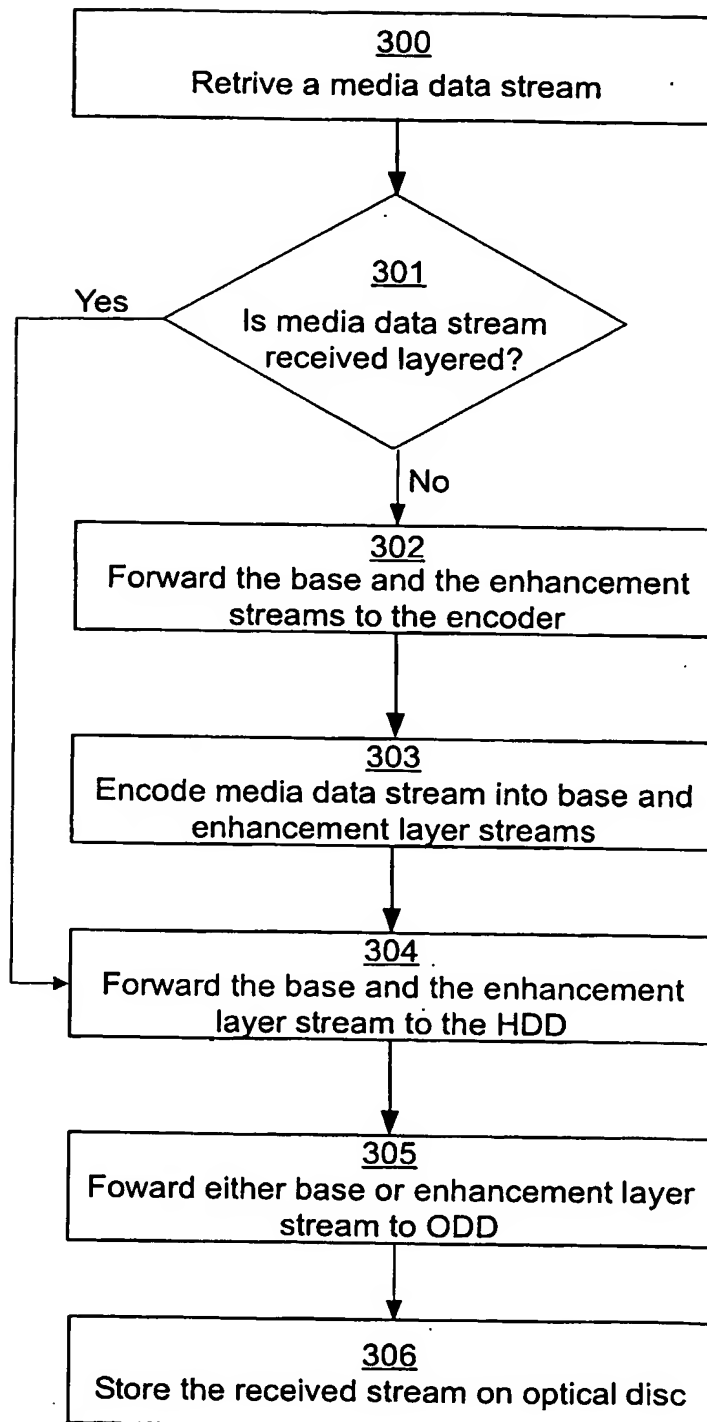 300
Retrive a media data stream
301
Yes
Is media data stream
received layered?
No
302
Forward the base and the enhancement
streams to the encoder
303
Encode media data stream into base and
enhancement layer streams
304
Forward the base and the enhancement
layer stream to the HDD
305
Foward either base or enhancement layer
stream to ODD
306
Store the received stream on optical disc